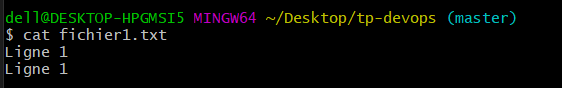 dell@DESKTOP-HPGMSI5 MINGW64 ~/Desktop/tp-devops (master)
$ cat fichier1.txt
Ligne 1
Ligne 1